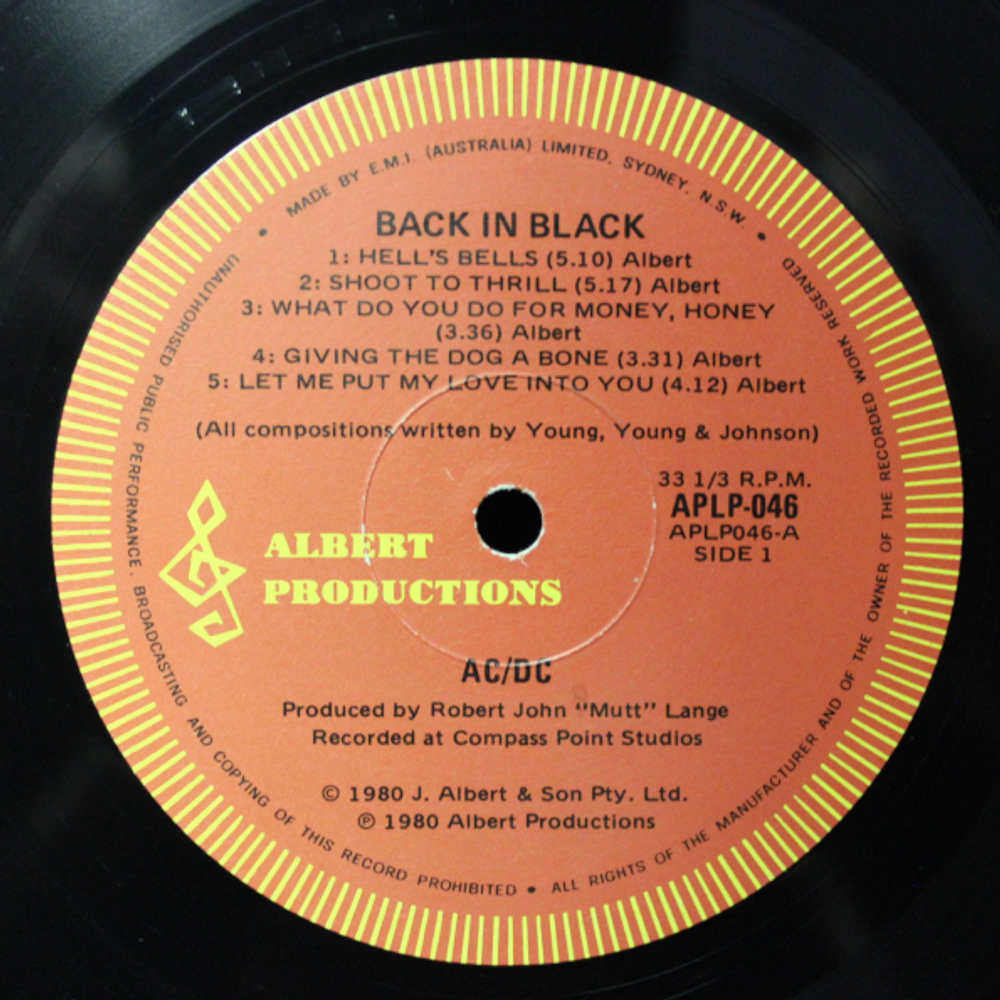 MADE BY E.M.I. (AUSTRALIA) LIMITED. SYDNEY. N.S.W.
BACK IN BLACK
1: HELL'S BELLS (5.10) Albert
2: SHOOT TO THRILL (5.17) Albert
3: WHAT DO YOU DO FOR MONEY, HONEY
(3.36) Albert
4: GIVING THE DOG A BONE (3.31) Albert
5: LET ME PUT MY LOVE INTO YOU (4.12) Albert
(All compositions written by Young, Young & Johnson)
33 1/3 R.P.M.
APLP-046
APLP046-A
SIDE 1
ALBERT
PRODUCTIONS
AC/DC
Produced by Robert John “Mutt” Lange
Recorded at Compass Point Studios
© 1980 J. Albert & Son Pty. Ltd.
℗ 1980 Albert Productions
• UNAUTHORISED PUBLIC PERFORMANCE. BROADCASTING AND COPYING OF THIS RECORD PROHIBITED • ALL RIGHTS OF THE MANUFACTURER AND OF THE OWNER OF THE RECORDED WORK RESERVED •